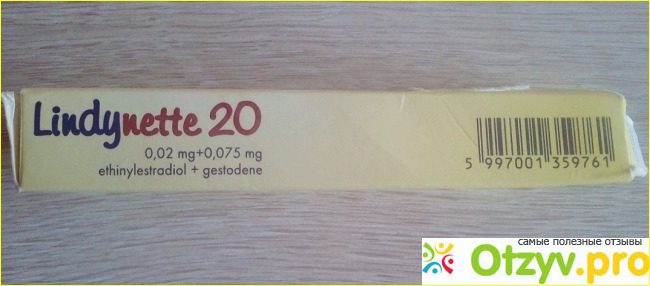 Lindynette 20
0,02 mg+0,075 mg
ethinylestradiol + gestodene
5 997001 359761
самые полезные отзывы
Otzyv.pro